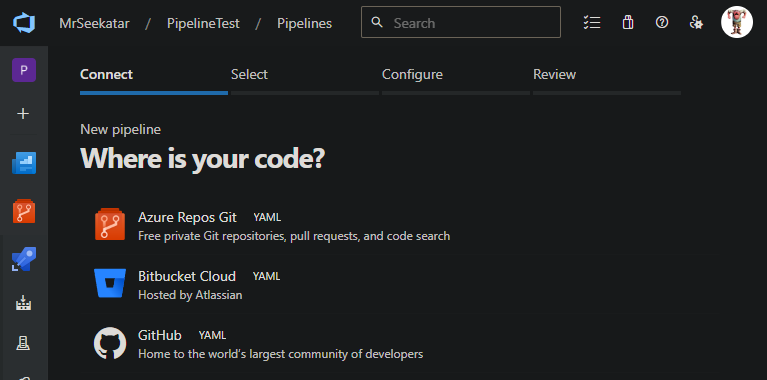 MrSeekatar / PipelineTest / Pipelines Search
P
Connect Select Configure Review
New pipeline
Where is your code?
Azure Repos Git YAML
Free private Git repositories, pull requests, and code search
Bitbucket Cloud YAML
Hosted by Atlassian
GitHub YAML
Home to the world's largest community of developers